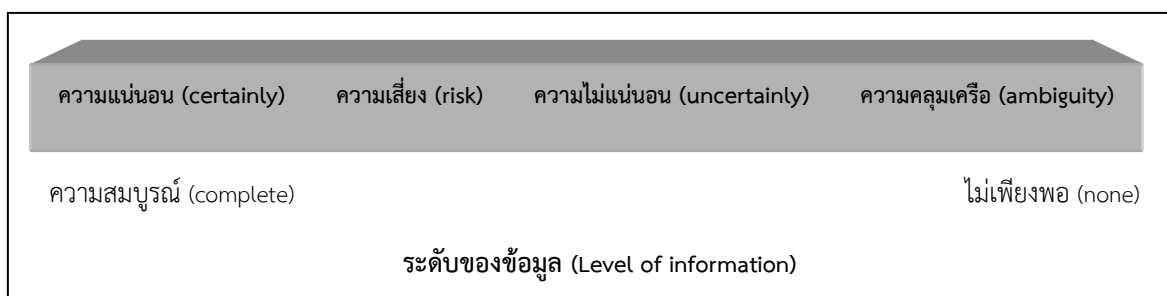 ความแน่นอน (certainly) ความเสี่ยง (risk) ความไม่แน่นอน (uncertainly) ความคลุมเครือ (ambiguity)
ความสมบูรณ์ (complete) ไม่เพียงพอ (none)
ระดับของข้อมูล (Level of information)